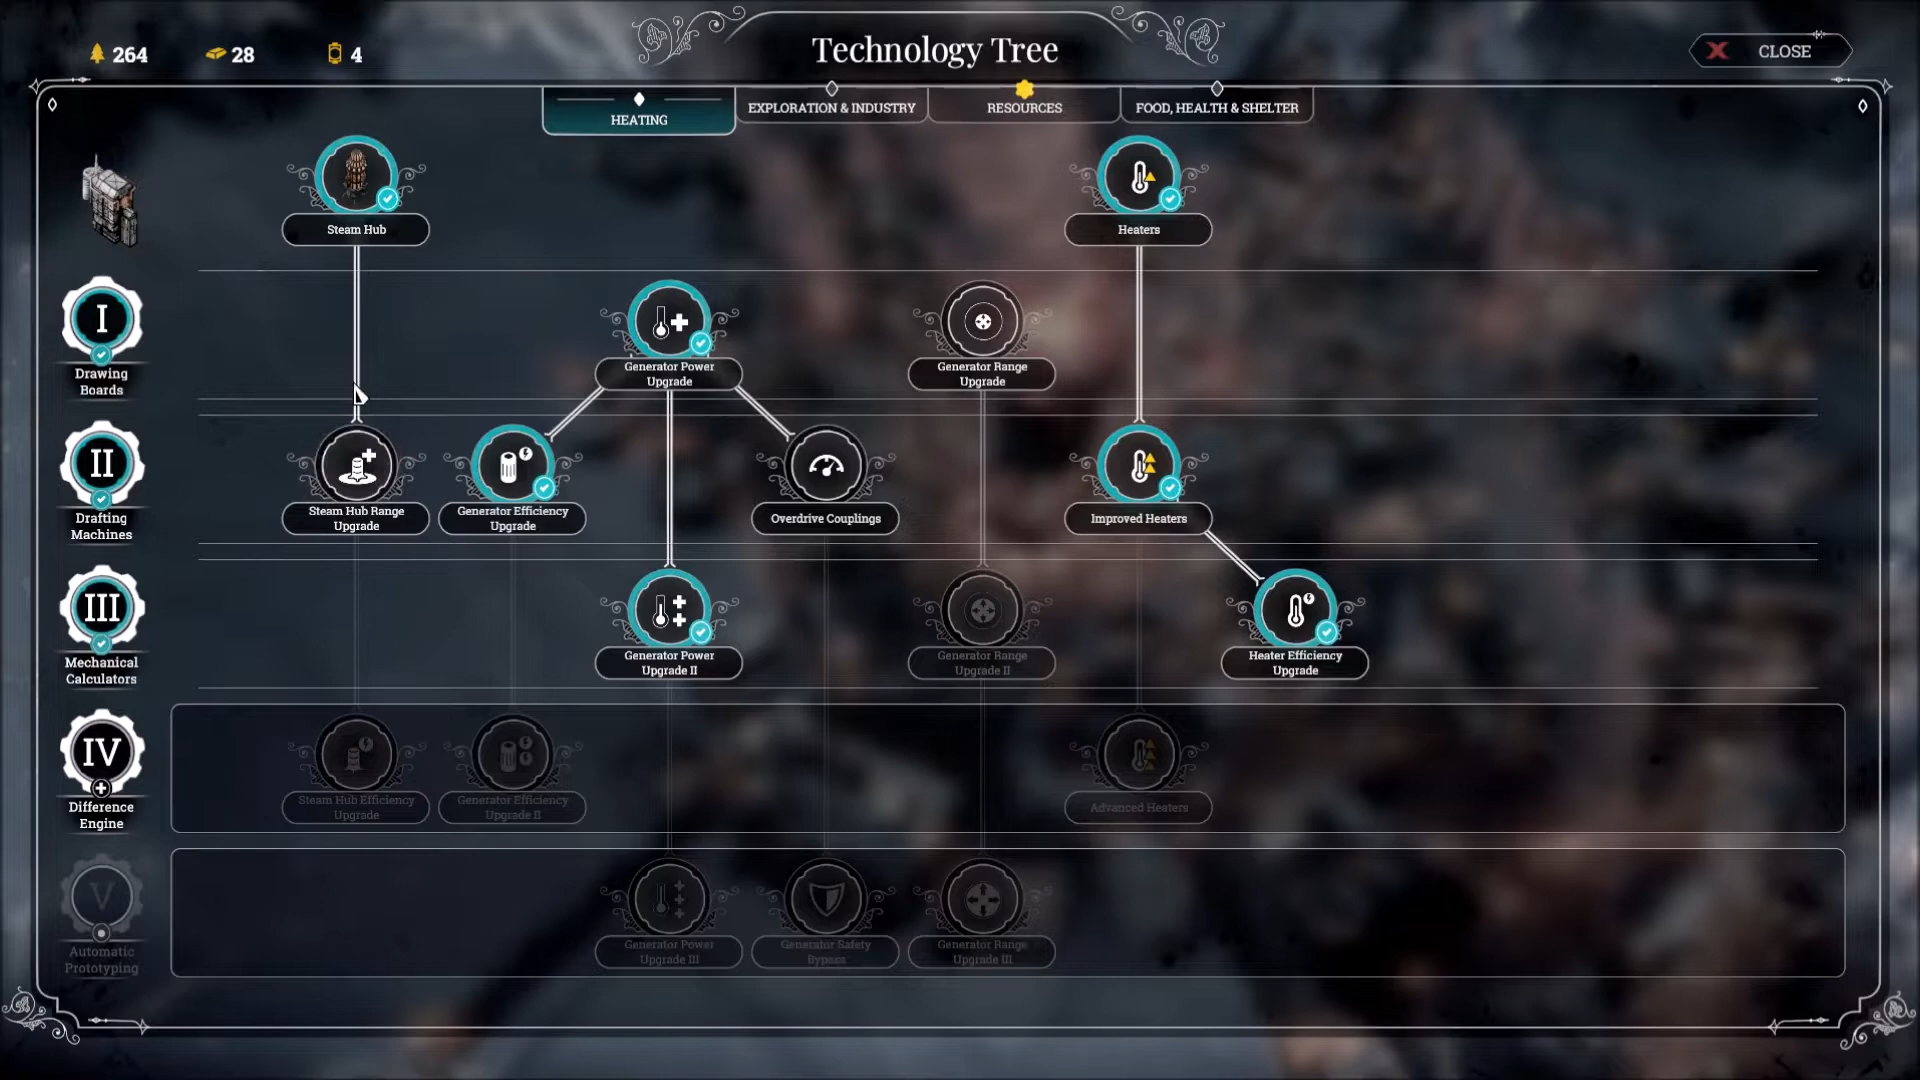 264
28
4
Technology Tree
CLOSE
HEATING
EXPLORATION & INDUSTRY
RESOURCES
FOOD, HEALTH & SHELTER
Steam Hub
Heaters
I
Drawing
Boards
Generator Power
Upgrade
Generator Range
Upgrade
II
Drafting
Machines
Steam Hub Range
Upgrade
Generator Efficiency
Upgrade
Overdrive Couplings
Improved Heaters
III
Mechanical
Calculators
Generator Power
Upgrade II
Generator Range
Upgrade II
Heater Efficiency
Upgrade
IV
Difference
Engine
Steam Hub Efficiency
Upgrade
Generator Efficiency
Upgrade II
Advanced Heaters
V
Automatic
Prototyping
Generator Power
Upgrade III
Generator Safety
Bypass
Generator Range
Upgrade III